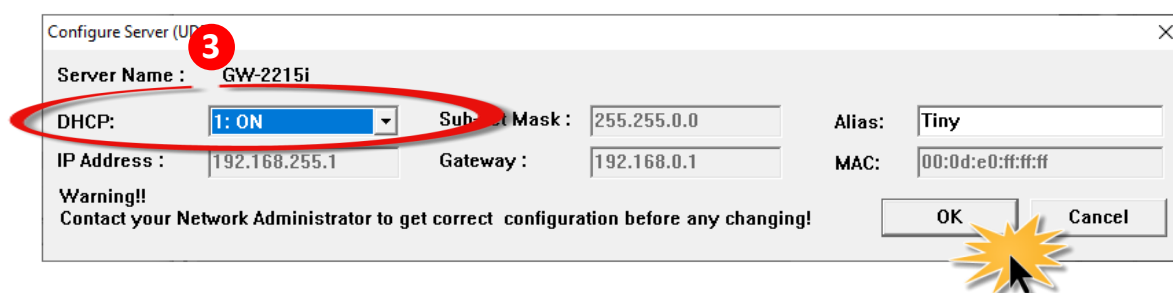 Configure Server (UD
3
Server Name : GW-2215i
DHCP: 1: ON Sub-net Mask : 255.255.0.0 Alias: Tiny
IP Address : 192.168.255.1 Gateway : 192.168.0.1 MAC: 00:0d:e0:ff:ff:ff
Warning!!
Contact your Network Administrator to get correct configuration before any changing!
OK Cancel